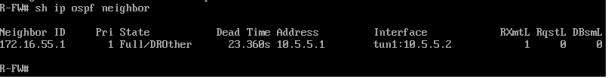 R-FW# sh ip ospf neighbor
Neighbor ID Pri State Dead Time Address Interface RXmtL RqstL DBsmL
172.16.55.1 1 Full/DROther 23.360s 10.5.5.1 tun1:10.5.5.2 1 0 0
R-FW#